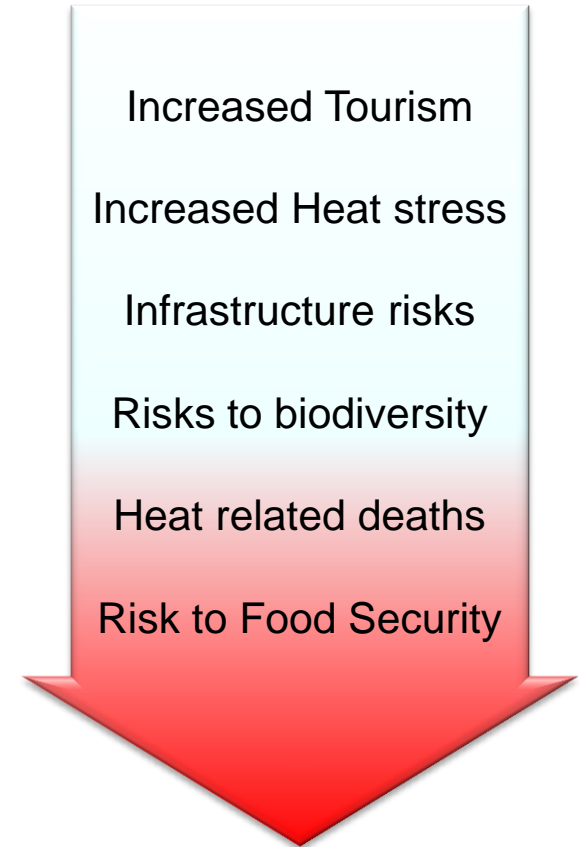 Increased Tourism
Increased Heat stress
Infrastructure risks
Risks to biodiversity
Heat related deaths
Risk to Food Security